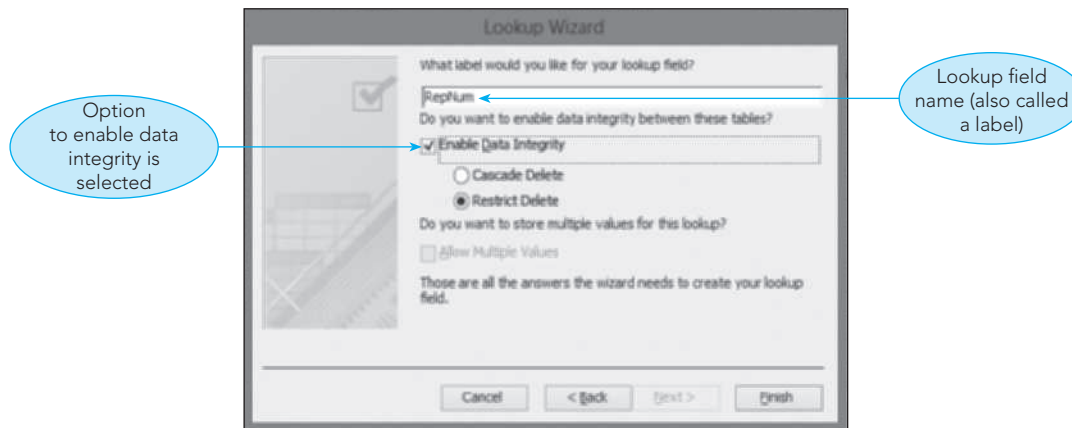 Lookup Wizard
What label would you like for your lookup field?
RepNum
Do you want to enable data integrity between these tables?
Enable Data Integrity
Cascade Delete
Restrict Delete
Do you want to store multiple values for this lookup?
Allow Multiple Values
Those are all the answers the wizard needs to create your lookup
field.
Cancel
< Back
Next >
Finish
Option
to enable data
integrity is
selected
Lookup field
name (also called
a label)